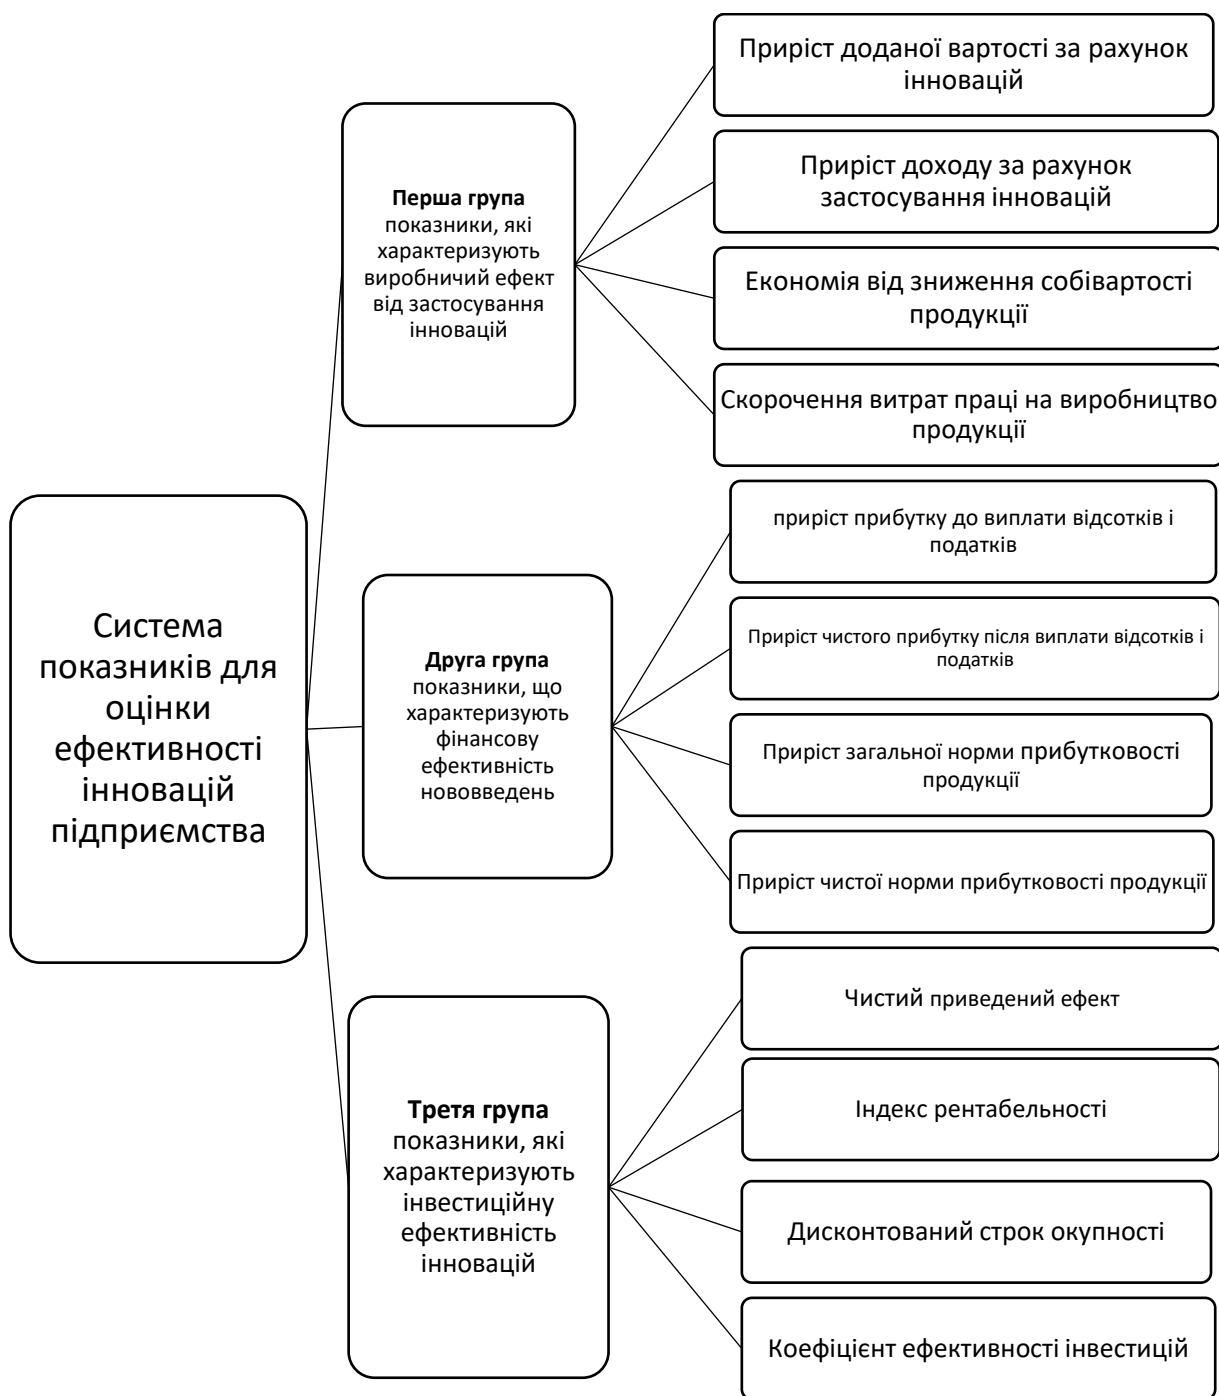 Система
показників для
оцінки
ефективності
інновацій
підприємства
Перша група
показники, які
характеризують
виробничий ефект
від застосування
інновацій
Приріст доданої вартості за рахунок
інновацій
Приріст доходу за рахунок
застосування інновацій
Економія від зниження собівартості
продукції
Скорочення витрат праці на виробництво
продукції
Друга група
показники, що
характеризують
фінансову
ефективність
нововведень
приріст прибутку до виплати відсотків і
податків
Приріст чистого прибутку після виплати відсотків і
податків
Приріст загальної норми прибутковості
продукції
Приріст чистої норми прибутковості продукції
Третя група
показники, які
характеризують
інвестиційну
ефективність
інновацій
Чистий приведений ефект
Індекс рентабельності
Дисконтований строк окупності
Коефіцієнт ефективності інвестицій